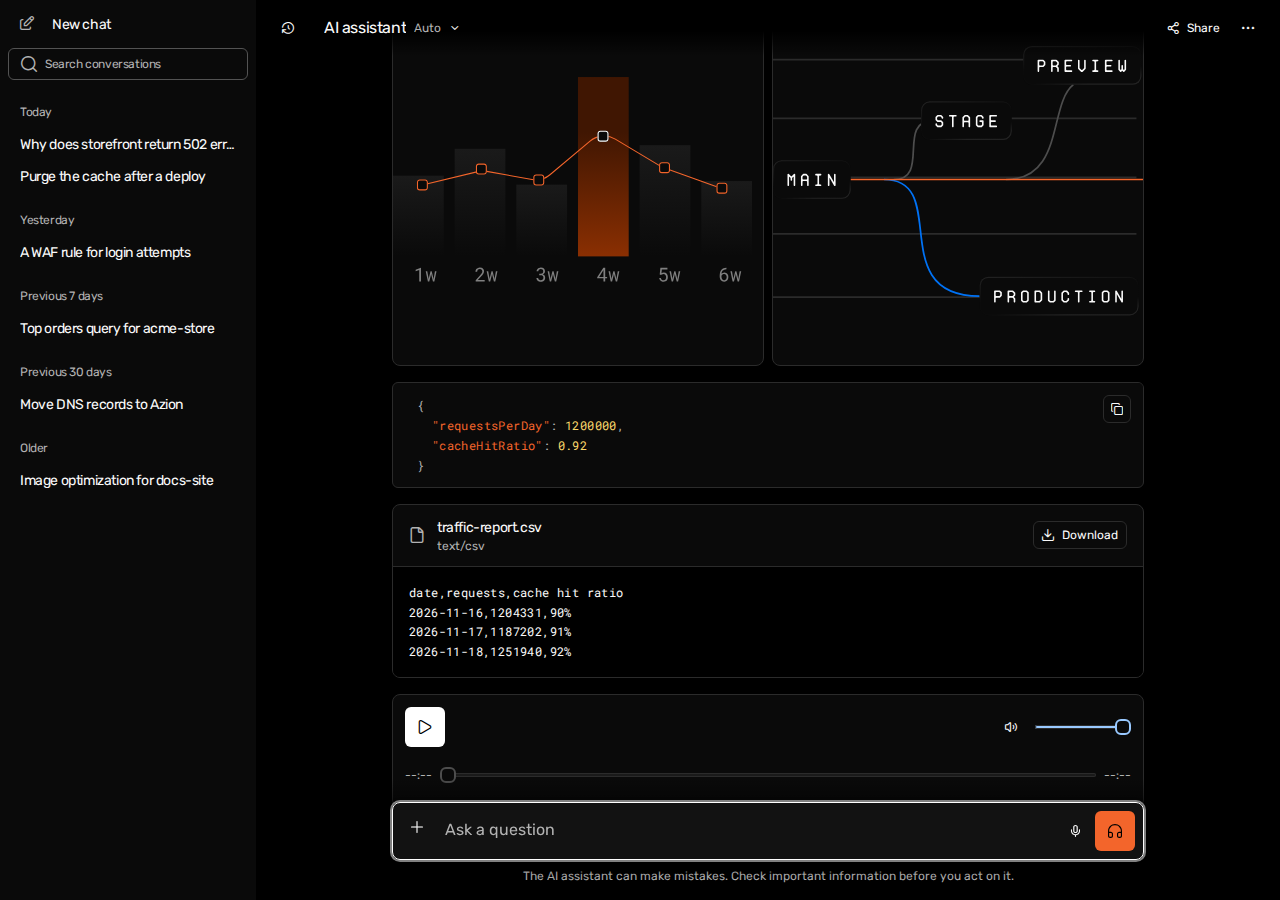 New chat
Search conversations
Today
Why does storefront return 502 err...
Purge the cache after a deploy
Yesterday
A WAF rule for login attempts
Previous 7 days
Top orders query for acme-store
Previous 30 days
Move DNS records to Azion
Older
Image optimization for docs-site
AI assistant Auto
Share
1w 2w 3w 4w 5w 6w
PREVIEW
STAGE
MAIN
PRODUCTION
{
"requestsPerDay": 1200000,
"cacheHitRatio": 0.92
}
traffic-report.csv
text/csv
Download
date,requests,cache hit ratio
2026-11-16,1204331,90%
2026-11-17,1187202,91%
2026-11-18,1251940,92%
--:-- --:--
Ask a question
The AI assistant can make mistakes. Check important information before you act on it.